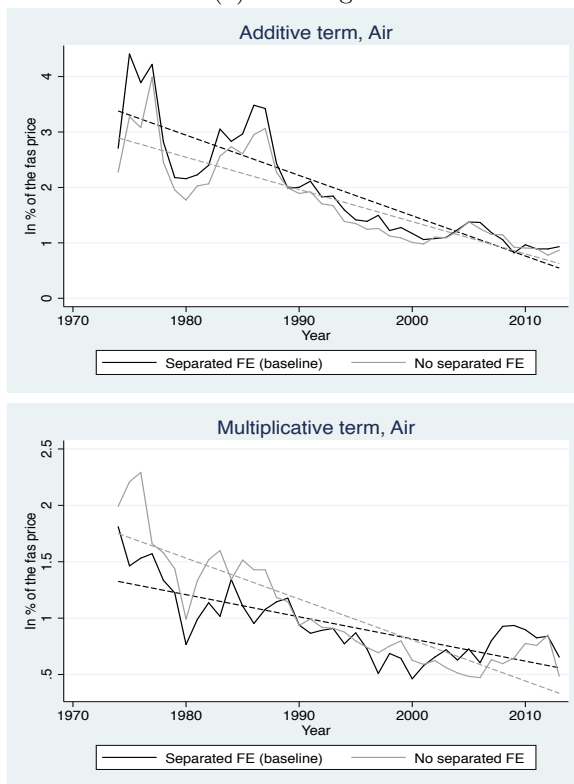 Additive term, Air
In % of the fas price
4
3
2
1
0
1970 1980 1990 2000 2010
Year
Separated FE (baseline) No separated FE
Multiplicative term, Air
In % of the fas price
2.5
2
1.5
1
.5
1970 1980 1990 2000 2010
Year
Separated FE (baseline) No separated FE